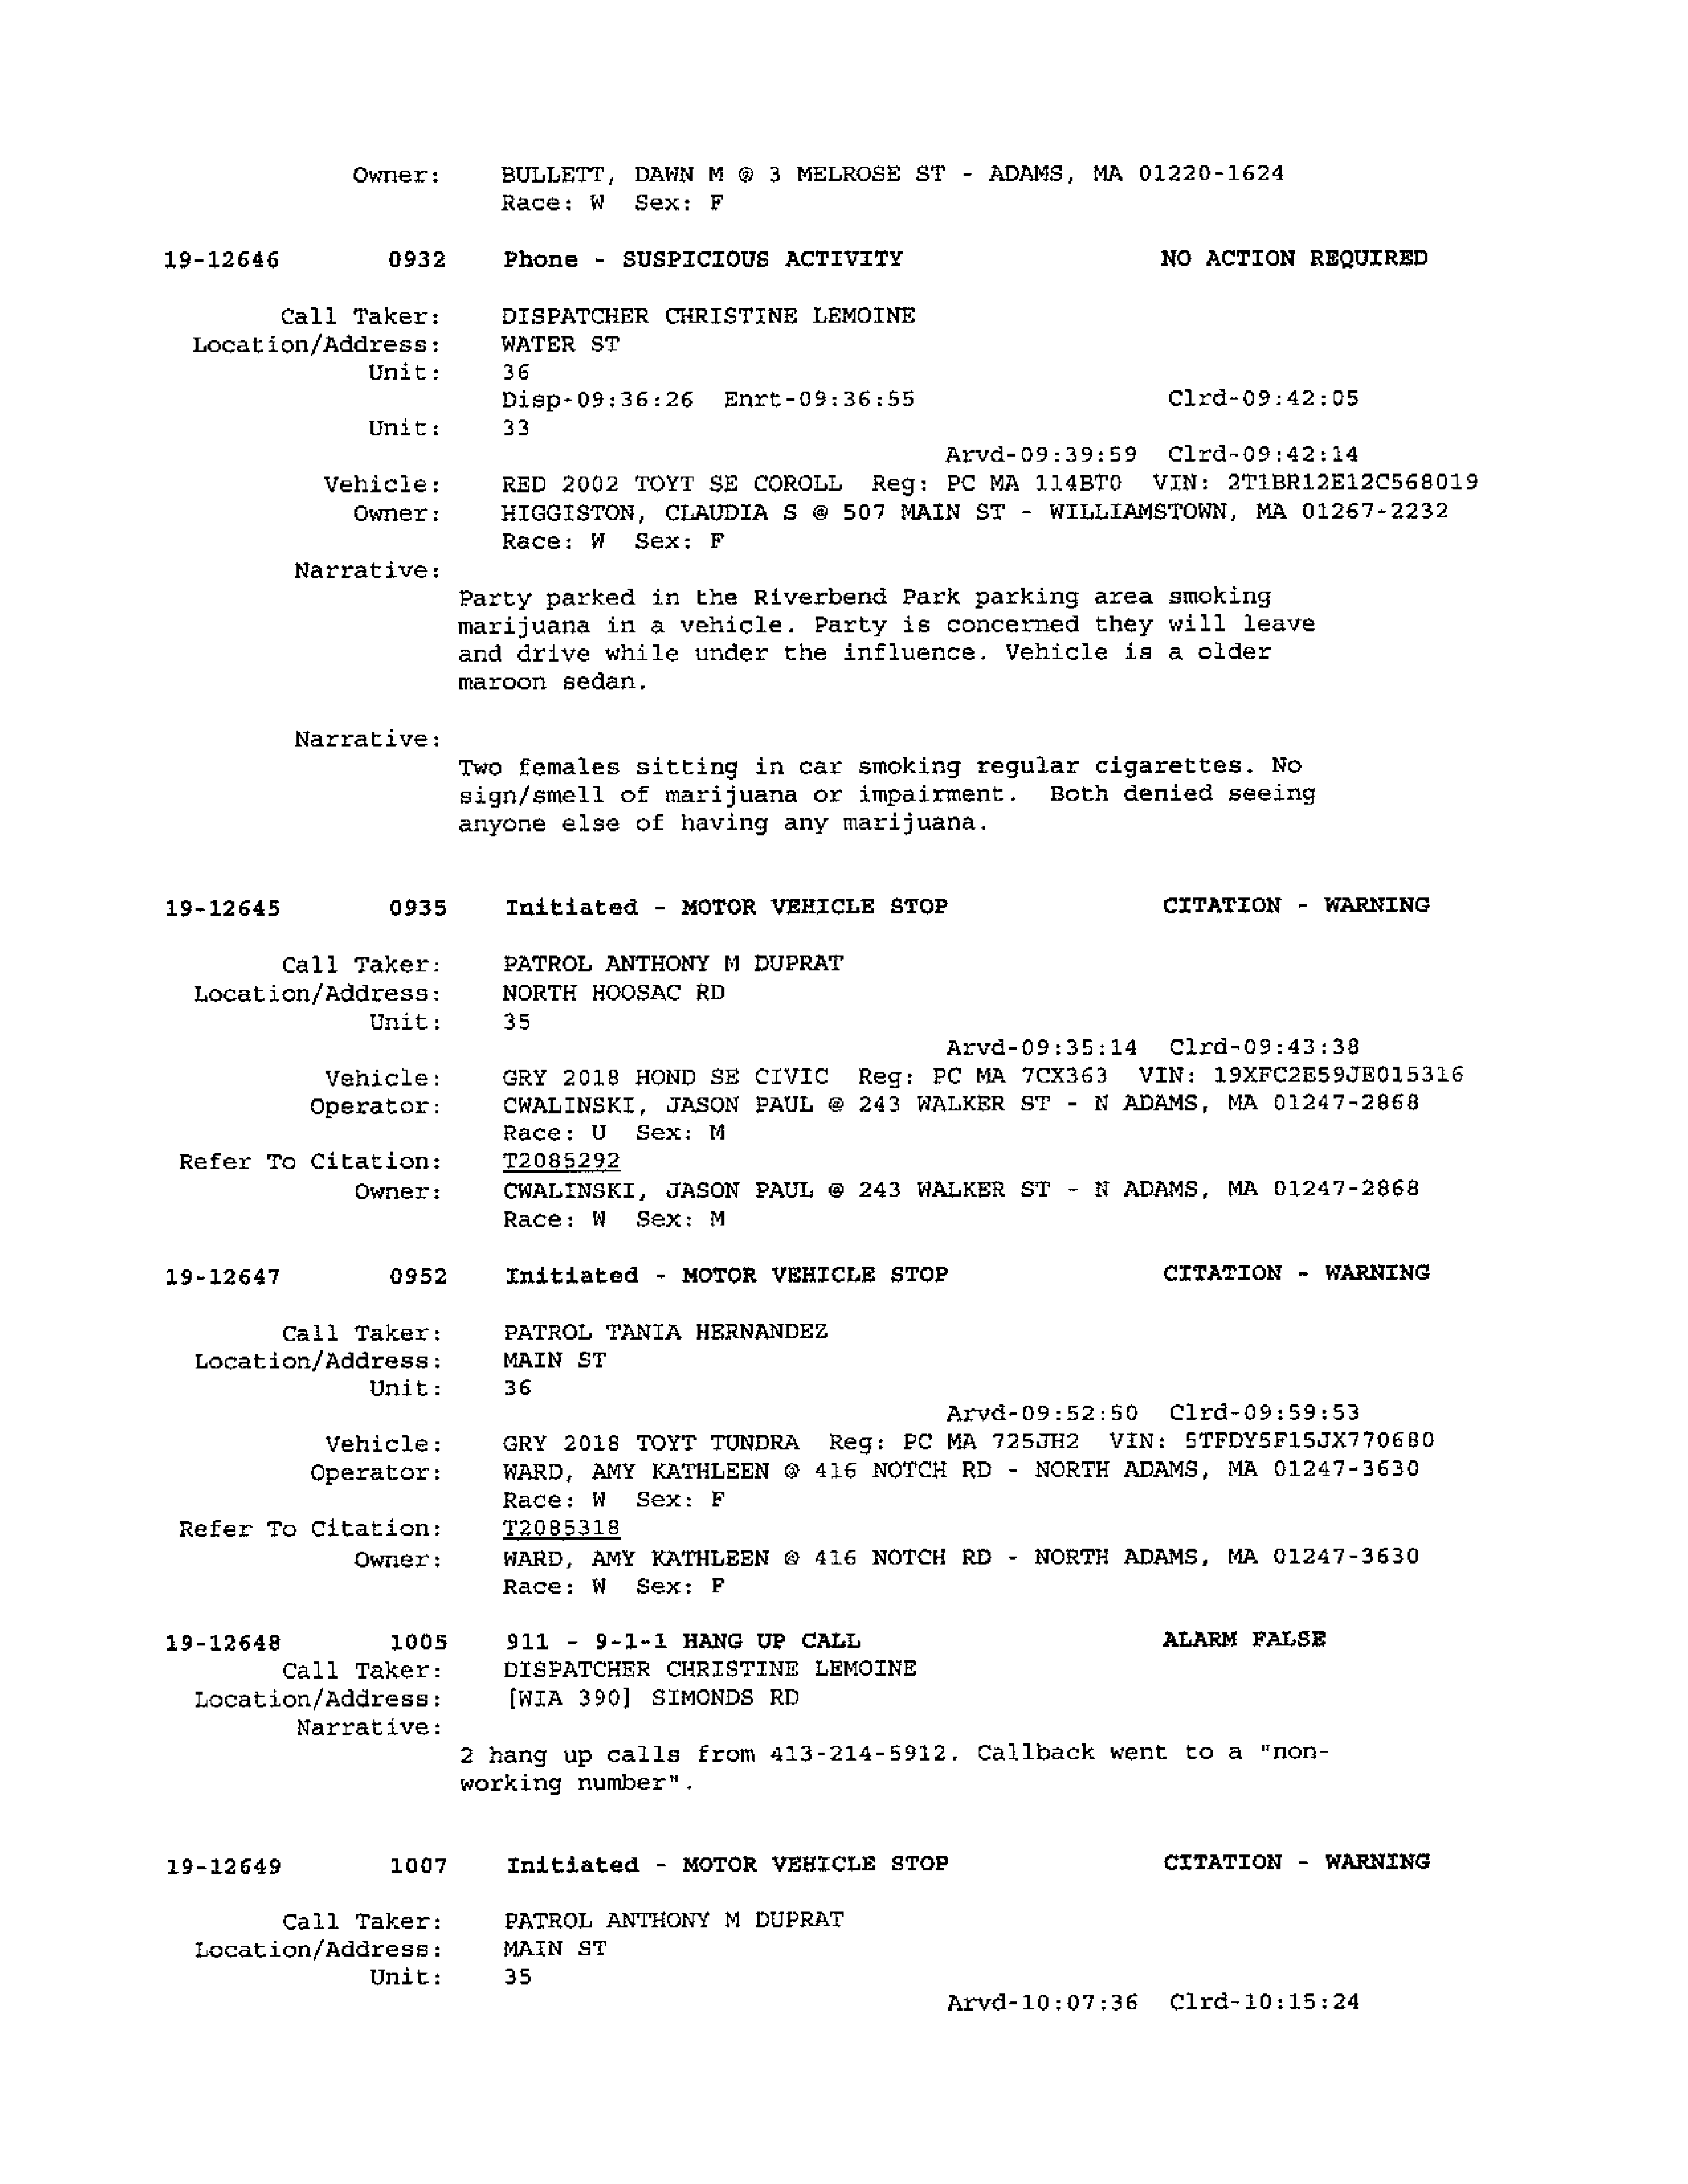 Owner: BULLETT, DAWN M @ 3 MELROSE ST - ADAMS, MA 01220-1624
Race: W Sex: F
19-12646 0932 Phone - SUSPICIOUS ACTIVITY NO ACTION REQUIRED
Call Taker: DISPATCHER CHRISTINE LEMOINE
Location/Address: WATER ST
Unit: 36
Disp-09:36:26 Enrt-09:36:55 Clrd-09:42:05
Unit: 33
Arvd-09:39:59 Clrd-09:42:14
Vehicle: RED 2002 TOYT SE COROLL Reg: PC MA 114BT0 VIN: 2T1BR12E12C568019
Owner: HIGGISTON, CLAUDIA S @ 507 MAIN ST - WILLIAMSTOWN, MA 01267-2232
Race: W Sex: F
Narrative:
Party parked in the Riverbend Park parking area smoking
marijuana in a vehicle. Party is concerned they will leave
and drive while under the influence. Vehicle is a older
maroon sedan.
Narrative:
Two females sitting in car smoking regular cigarettes. No
sign/smell of marijuana or impairment. Both denied seeing
anyone else of having any marijuana.
19-12645 0935 Initiated - MOTOR VEHICLE STOP CITATION - WARNING
Call Taker: PATROL ANTHONY M DUPRAT
Location/Address: NORTH HOOSAC RD
Unit: 35
Arvd-09:35:14 Clrd-09:43:38
Vehicle: GRY 2018 HOND SE CIVIC Reg: PC MA 7CX363 VIN: 19XFC2E59JE015316
Operator: CWALINSKI, JASON PAUL @ 243 WALKER ST - N ADAMS, MA 01247-2868
Race: U Sex: M
Refer To Citation: T2085292
Owner: CWALINSKI, JASON PAUL @ 243 WALKER ST - N ADAMS, MA 01247-2868
Race: W Sex: M
19-12647 0952 Initiated - MOTOR VEHICLE STOP CITATION - WARNING
Call Taker: PATROL TANIA HERNANDEZ
Location/Address: MAIN ST
Unit: 36
Arvd-09:52:50 Clrd-09:59:53
Vehicle: GRY 2018 TOYT TUNDRA Reg: PC MA 725JH2 VIN: 5TFDY5F15JX770680
Operator: WARD, AMY KATHLEEN @ 416 NOTCH RD - NORTH ADAMS, MA 01247-3630
Race: W Sex: F
Refer To Citation: T2085318
Owner: WARD, AMY KATHLEEN @ 416 NOTCH RD - NORTH ADAMS, MA 01247-3630
Race: W Sex: F
19-12648 1005 911 - 9-1-1 HANG UP CALL ALARM FALSE
Call Taker: DISPATCHER CHRISTINE LEMOINE
Location/Address: [WIA 390] SIMONDS RD
Narrative:
2 hang up calls from 413-214-5912. Callback went to a "non-
working number".
19-12649 1007 Initiated - MOTOR VEHICLE STOP CITATION - WARNING
Call Taker: PATROL ANTHONY M DUPRAT
Location/Address: MAIN ST
Unit: 35
Arvd-10:07:36 Clrd-10:15:24